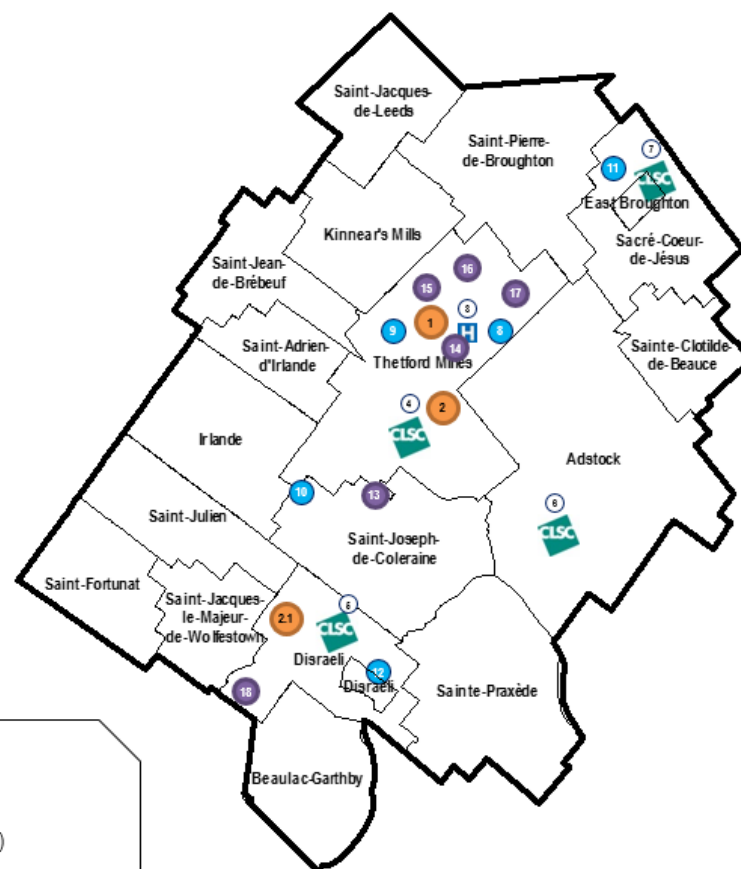 Saint-Jacques-
de-Leeds
Saint-Pierre-
de-Broughton
7
11
CLSC
East Broughton
Kinnear's Mills
Sacré-Coeur-
de-Jésus
Saint-Jean-
de-Brébeuf
16
15
17
3
1
9
H
8
14
Saint-Adrien-
d'Irlande
Thetford Mines
Sainte-Clotilde-
de-Beauce
4
2
CLSC
Irlande
Adstock
10
13
6
Saint-Julien
CLSC
Saint-Joseph-
de-Coleraine
Saint-Fortunat
Saint-Jacques-
le-Majeur-
de-Wolfestown
2.1
CLSC
Disraeli
12
Disraeli
18
Sainte-Praxède
Beaulac-Garthby
)